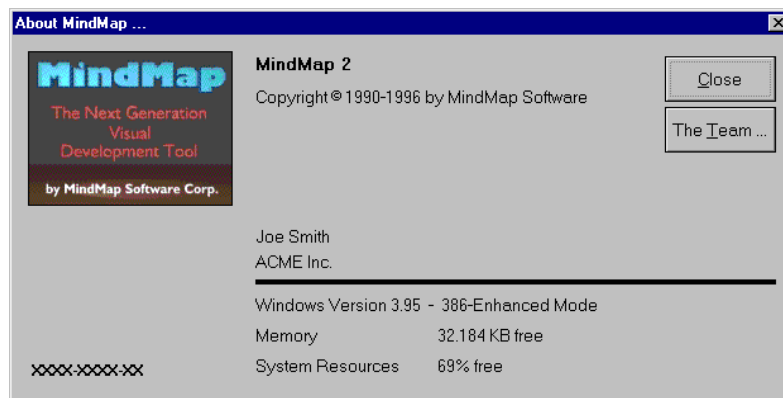 About MindMap ...
MindMap
The Next Generation
Visual
Development Tool
by MindMap Software Corp.
MindMap 2
Copyright © 1990-1996 by MindMap Software
Close
The Team ...
Joe Smith
ACME Inc.
Windows Version 3.95 - 386-Enhanced Mode
Memory 32.184 KB free
System Resources 69% free
XXXX-XXXX-XX